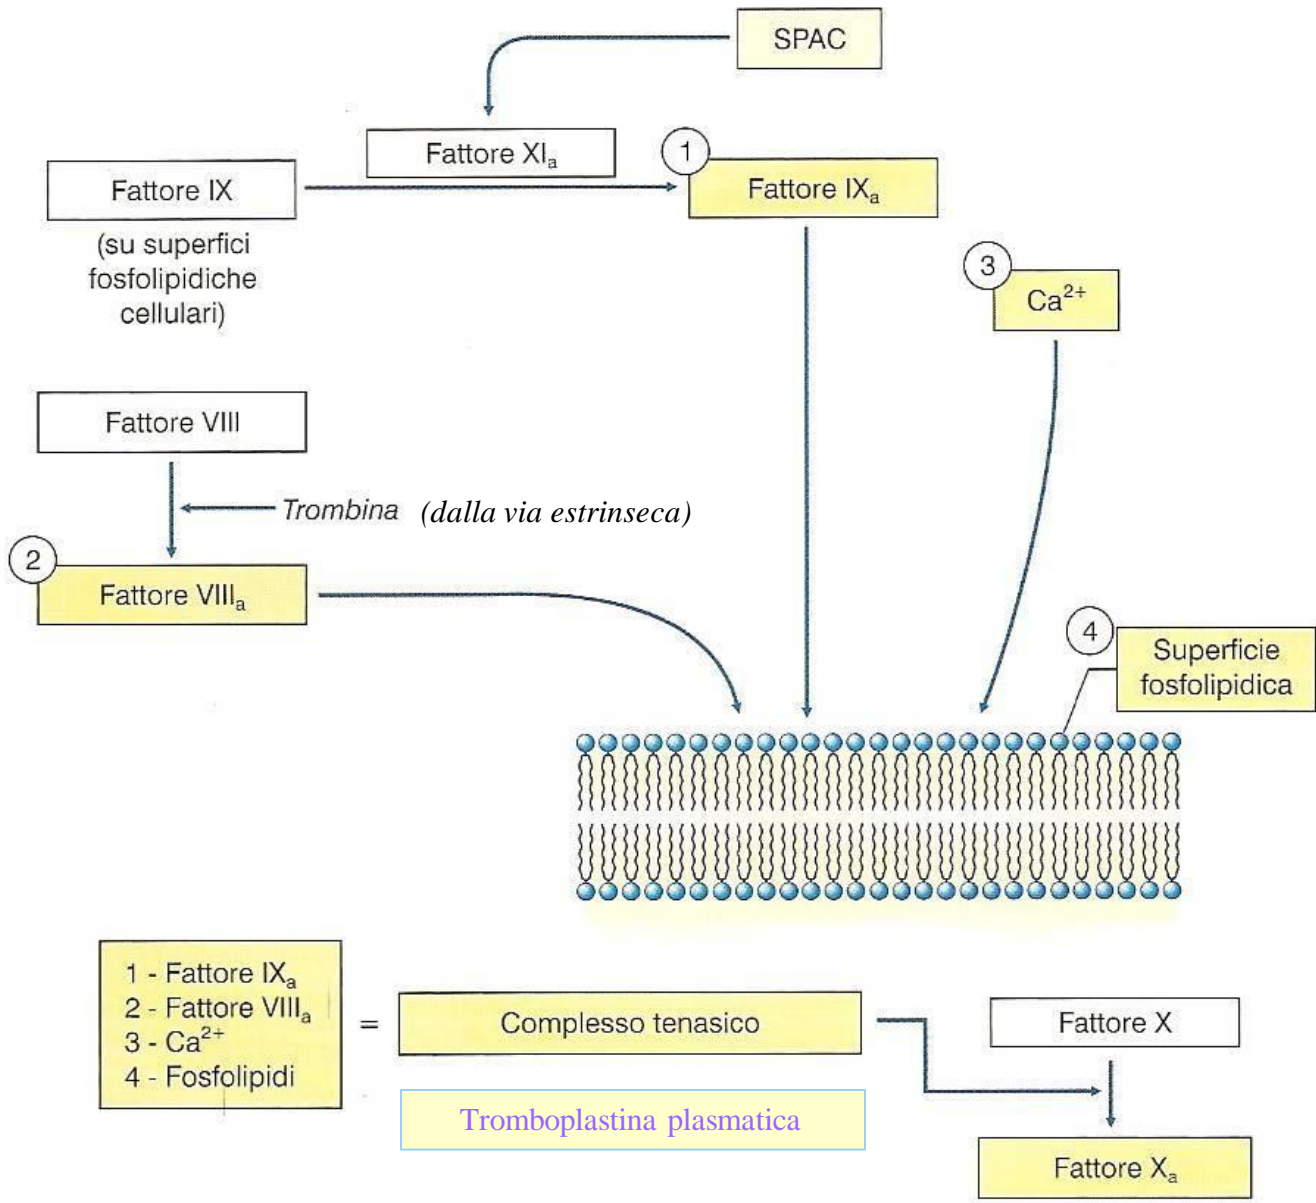 SPAC
Fattore XIₐ
1
Fattore IX
Fattore IXₐ
(su superfici
fosfolipidiche
cellulari)
3
Ca²⁺
Fattore VIII
Trombina (dalla via estrinseca)
2
Fattore VIIIₐ
4
Superficie
fosfolipidica
1 - Fattore IXₐ
2 - Fattore VIIIₐ
3 - Ca²⁺
4 - Fosfolipidi
=
Complesso tenasico
Fattore X
Tromboplastina plasmatica
Fattore Xₐ